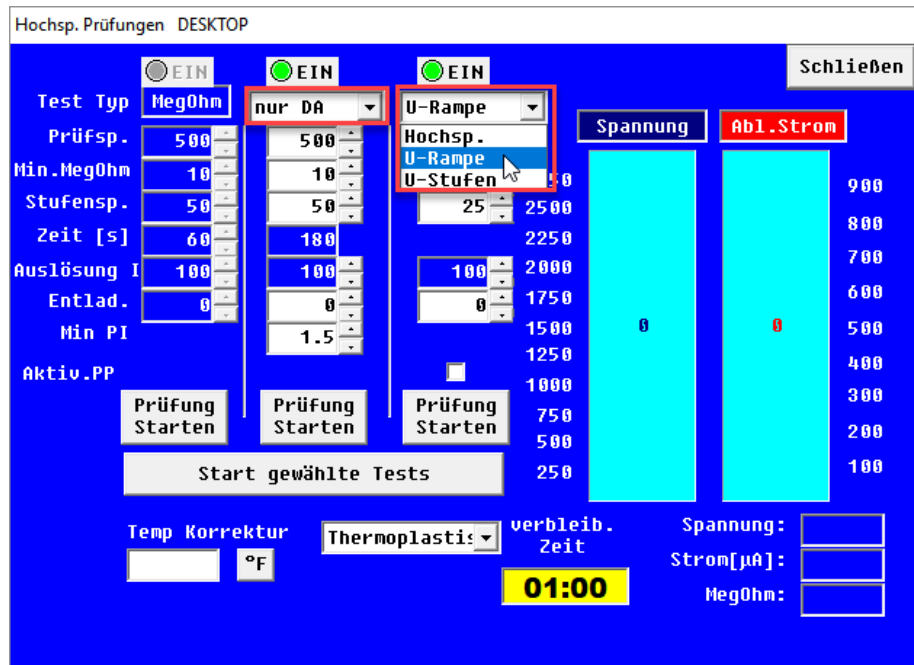 Hochsp. Prüfungen DESKTOP
Schließen
EIN EIN EIN
Test Typ MegOhm nur DA U-Rampe
Hochsp.
U-Rampe
U-Stufen
Prüfsp. 500 500
Min.MegOhm 10 10
Stufensp. 50 50 25
Zeit [s] 60 180
Auslösung I 100 100 100
Entlad. 0 0 0
Min PI 1.5
Aktiv.PP
Prüfung Starten
Prüfung Starten
Prüfung Starten
Start gewählte Tests
Spannung Abl.Strom
50
2500
2250
2000
1750
1500
1250
1000
750
500
250
0
0
900
800
700
600
500
400
300
200
100
Temp Korrektur
°F
Thermoplastis
verbleib.
Zeit
01:00
Spannung:
Strom[µA]:
MegOhm: